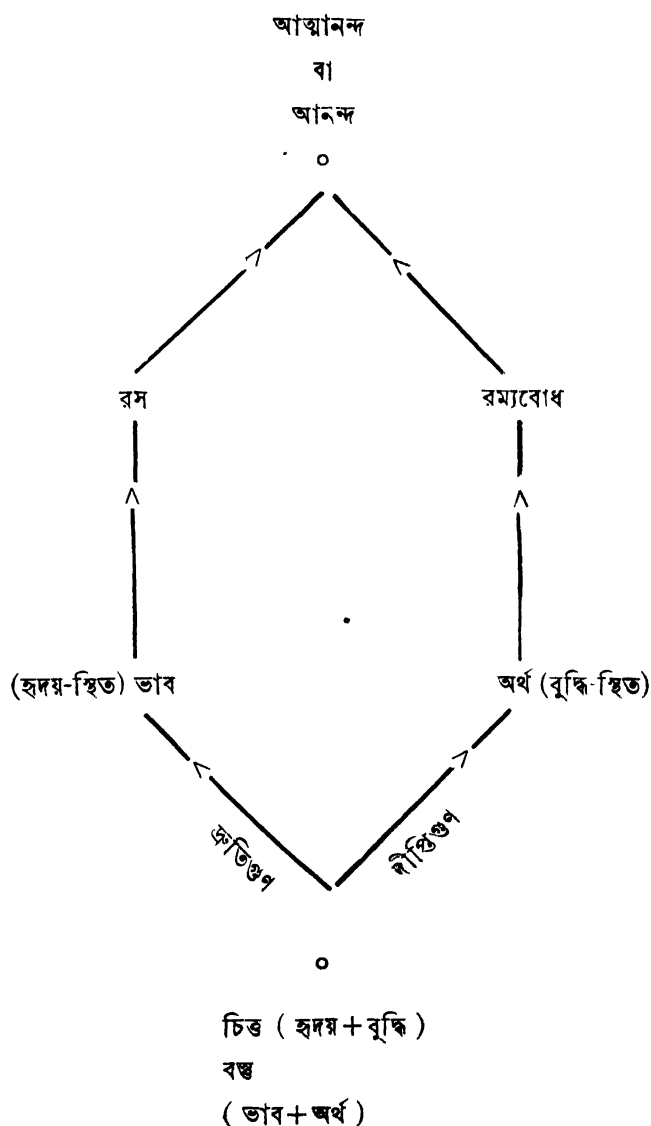 আত্মানন্দ
বা
আনন্দ
রস
রম্যবোধ
(হৃদয়-স্থিত) ভাব
অর্থ (বুদ্ধি-স্থিত)
দ্রুতিগুণ
দীপ্তিগুণ
চিত্ত ( হৃদয়+বুদ্ধি )
বস্তু
( ভাব+অর্থ )